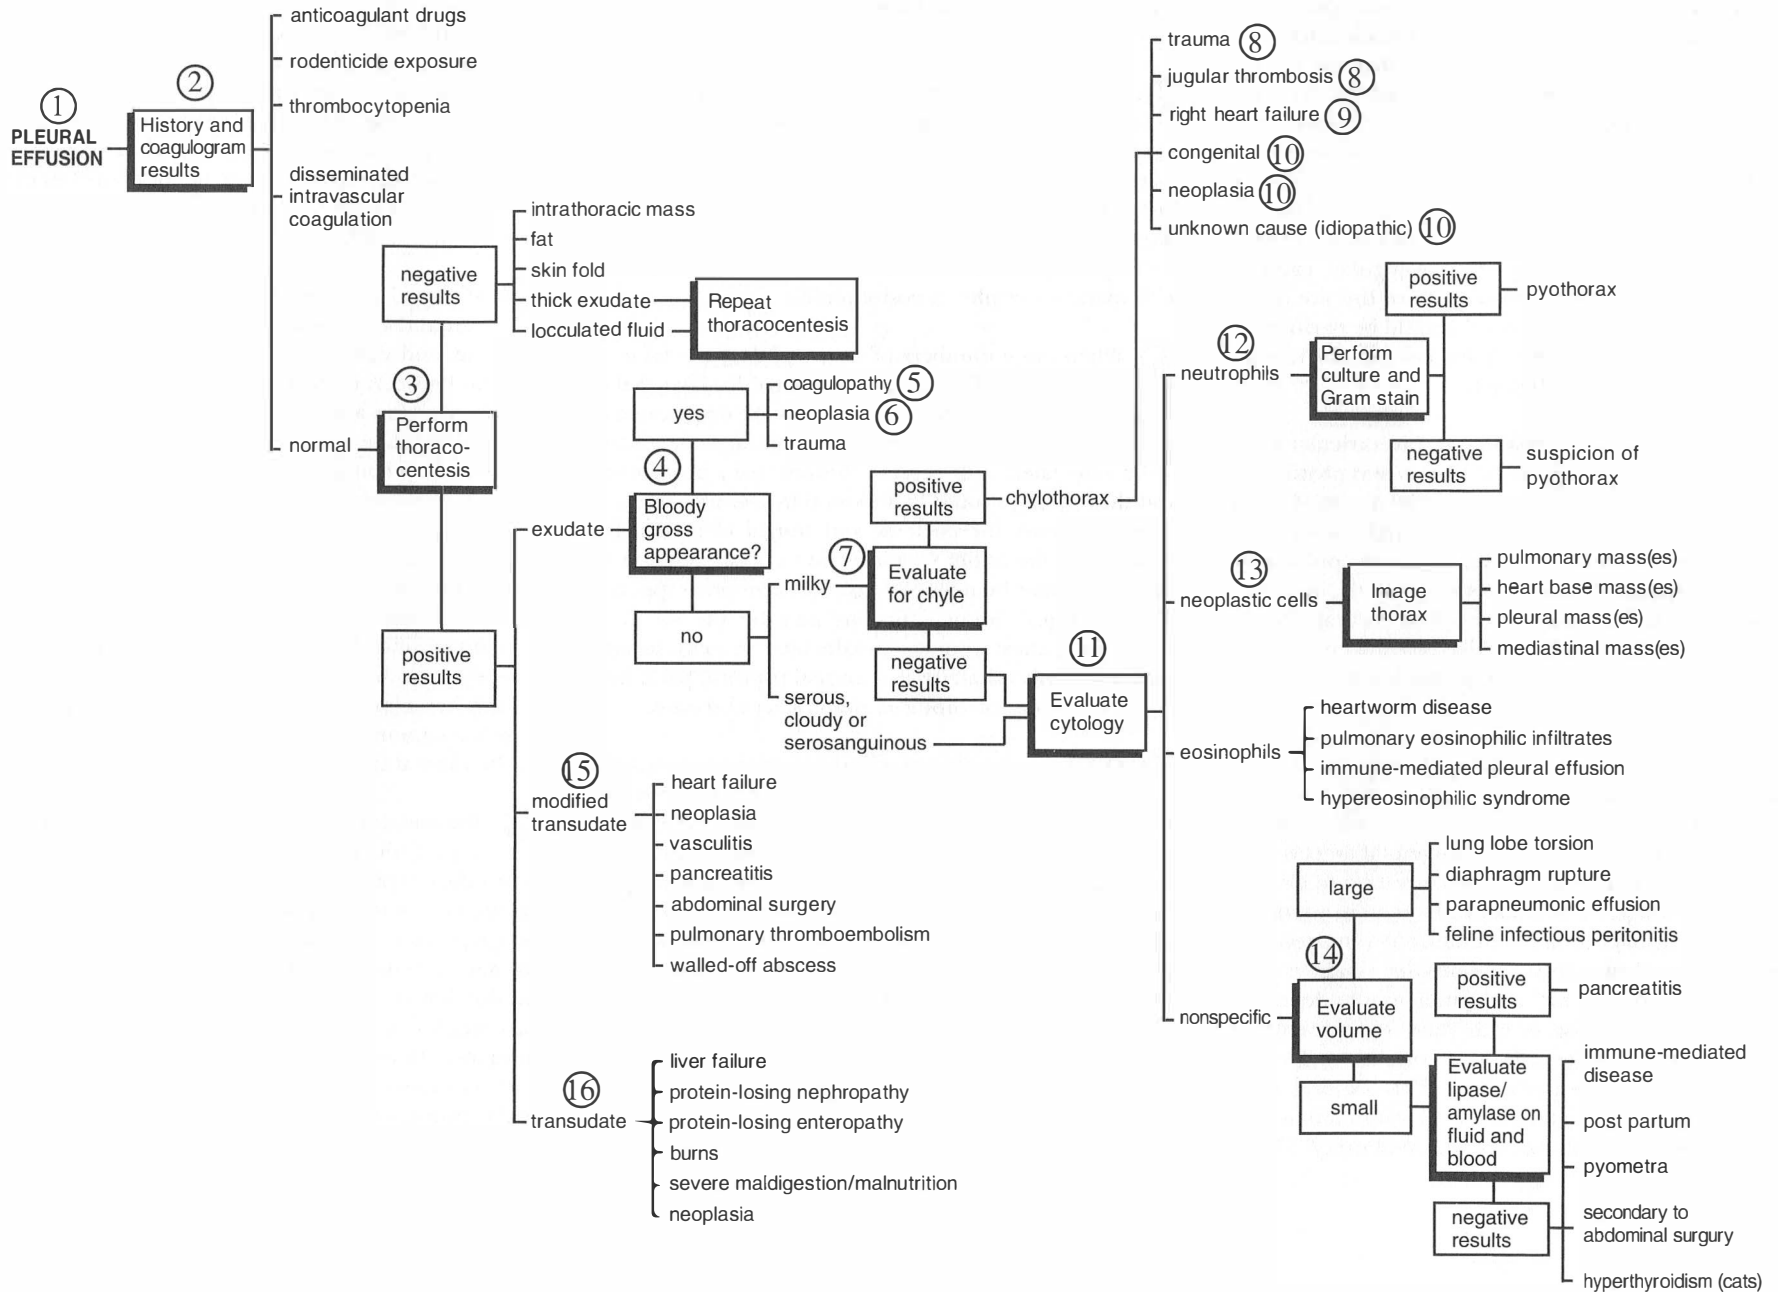 ①
PLEURAL
EFFUSION
②
History and
coagulogram
results
anticoagulant drugs
rodenticide exposure
thrombocytopenia
disseminated
intravascular
coagulation
normal
③
Perform
thoraco-
centesis
negative
results
intrathoracic mass
fat
skin fold
thick exudate
locculated fluid
Repeat
thoracocentesis
positive
results
exudate
④
Bloody
gross
appearance?
yes
coagulopathy ⑤
neoplasia ⑥
trauma
no
milky
serous,
cloudy or
serosanguinous
⑦
Evaluate
for chyle
positive
results
chylothorax
negative
results
trauma ⑧
jugular thrombosis ⑧
right heart failure ⑨
congenital ⑩
neoplasia ⑩
unknown cause (idiopathic) ⑩
⑪
Evaluate
cytology
neutrophils
⑫
Perform
culture and
Gram stain
positive
results
pyothorax
negative
results
suspicion of
pyothorax
⑬
neoplastic cells
Image
thorax
pulmonary mass(es)
heart base mass(es)
pleural mass(es)
mediastinal mass(es)
eosinophils
heartworm disease
pulmonary eosinophilic infiltrates
immune-mediated pleural effusion
hypereosinophilic syndrome
nonspecific
⑭
Evaluate
volume
large
lung lobe torsion
diaphragm rupture
parapneumonic effusion
feline infectious peritonitis
small
Evaluate
lipase/
amylase on
fluid and
blood
positive
results
pancreatitis
negative
results
immune-mediated
disease
post partum
pyometra
secondary to
abdominal surgury
hyperthyroidism (cats)
⑮
modified
transudate
heart failure
neoplasia
vasculitis
pancreatitis
abdominal surgery
pulmonary thromboembolism
walled-off abscess
⑯
transudate
liver failure
protein-losing nephropathy
protein-losing enteropathy
burns
severe maldigestion/malnutrition
neoplasia